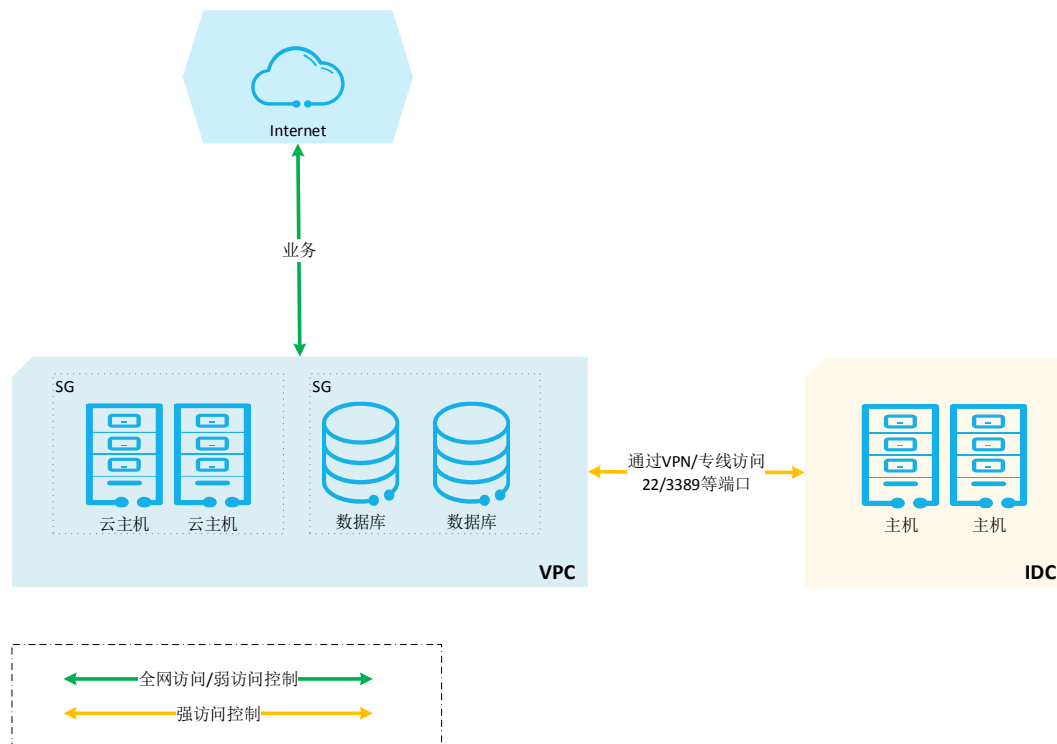 Internet
业务
SG
SG
云主机
云主机
数据库
数据库
VPC
通过VPN/专线访问
22/3389等端口
主机
主机
IDC
全网访问/弱访问控制
强访问控制